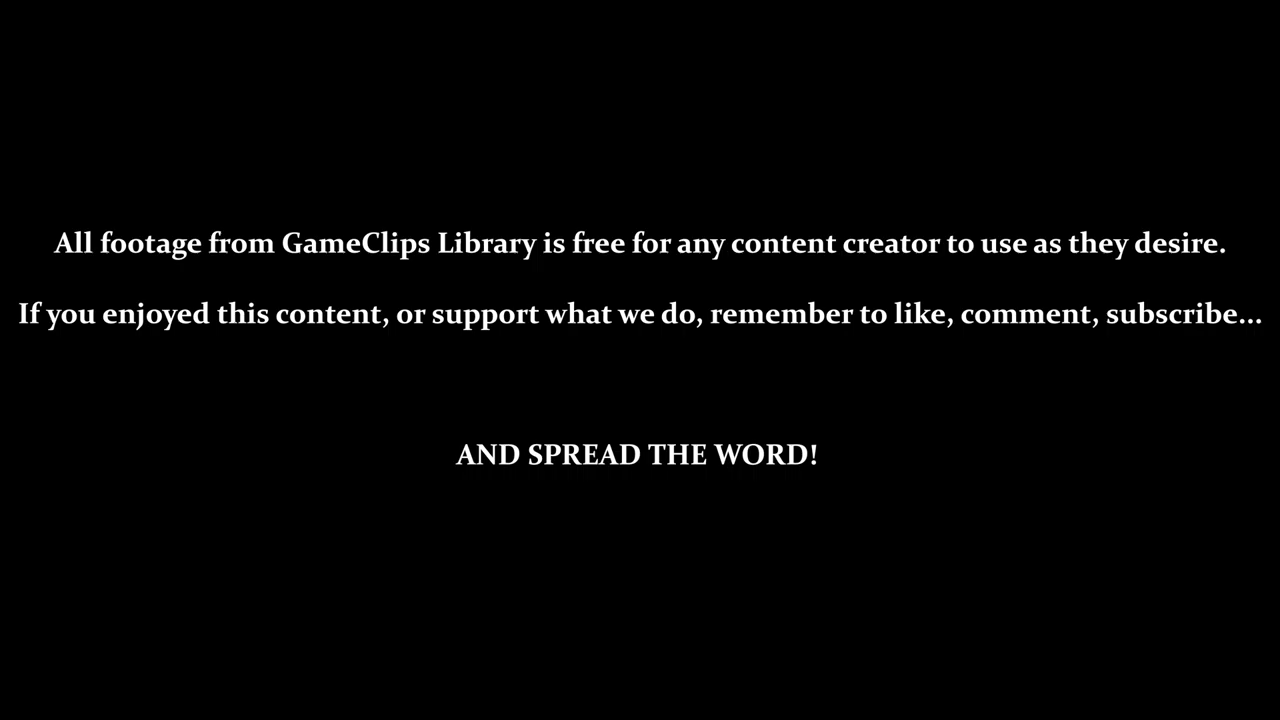 All footage from GameClips Library is free for any content creator to use as they desire.
If you enjoyed this content, or support what we do, remember to like, comment, subscribe...
AND SPREAD THE WORD!